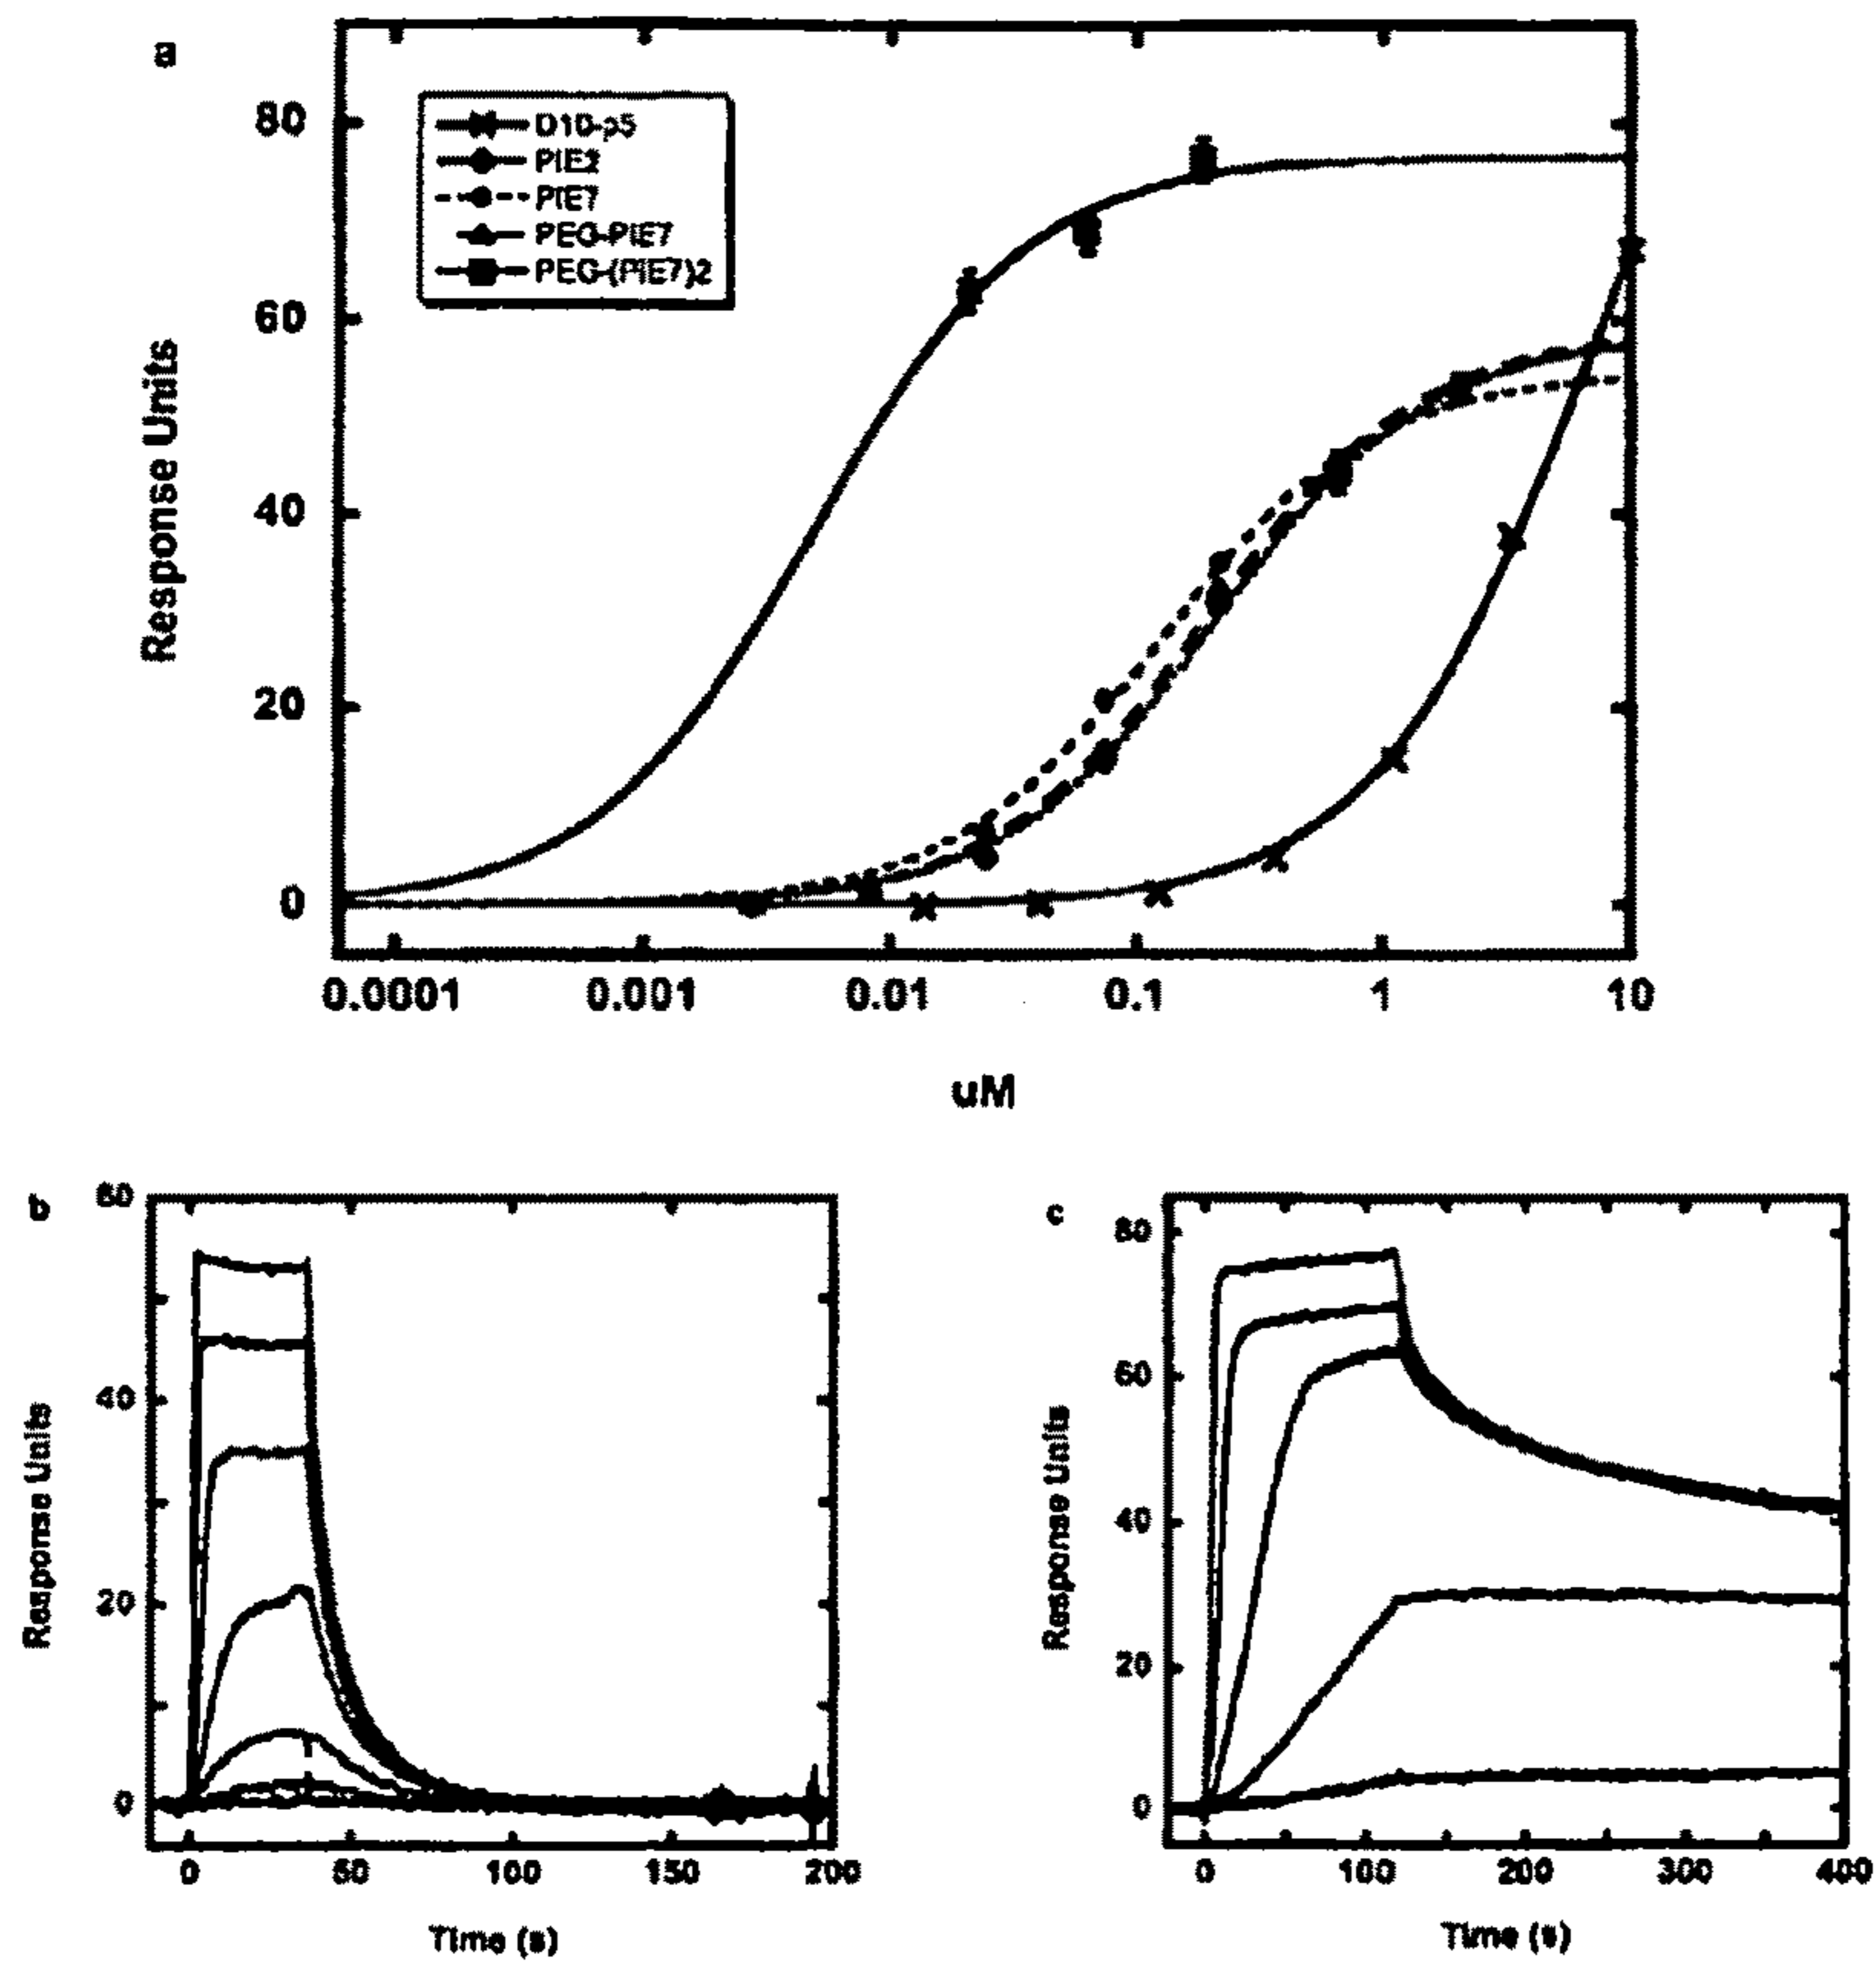 a
80
60
40
20
0
Response Units
D10-p5
PIE2
PIE7
PEG-PIE7
PEG-(PIE7)2
0.0001 0.001 0.01 0.1 1 10
uM
b
60
40
20
0
Response Units
0 50 100 150 200
Time (s)
c
80
60
40
20
0
Response Units
0 100 200 300 400
Time (s)